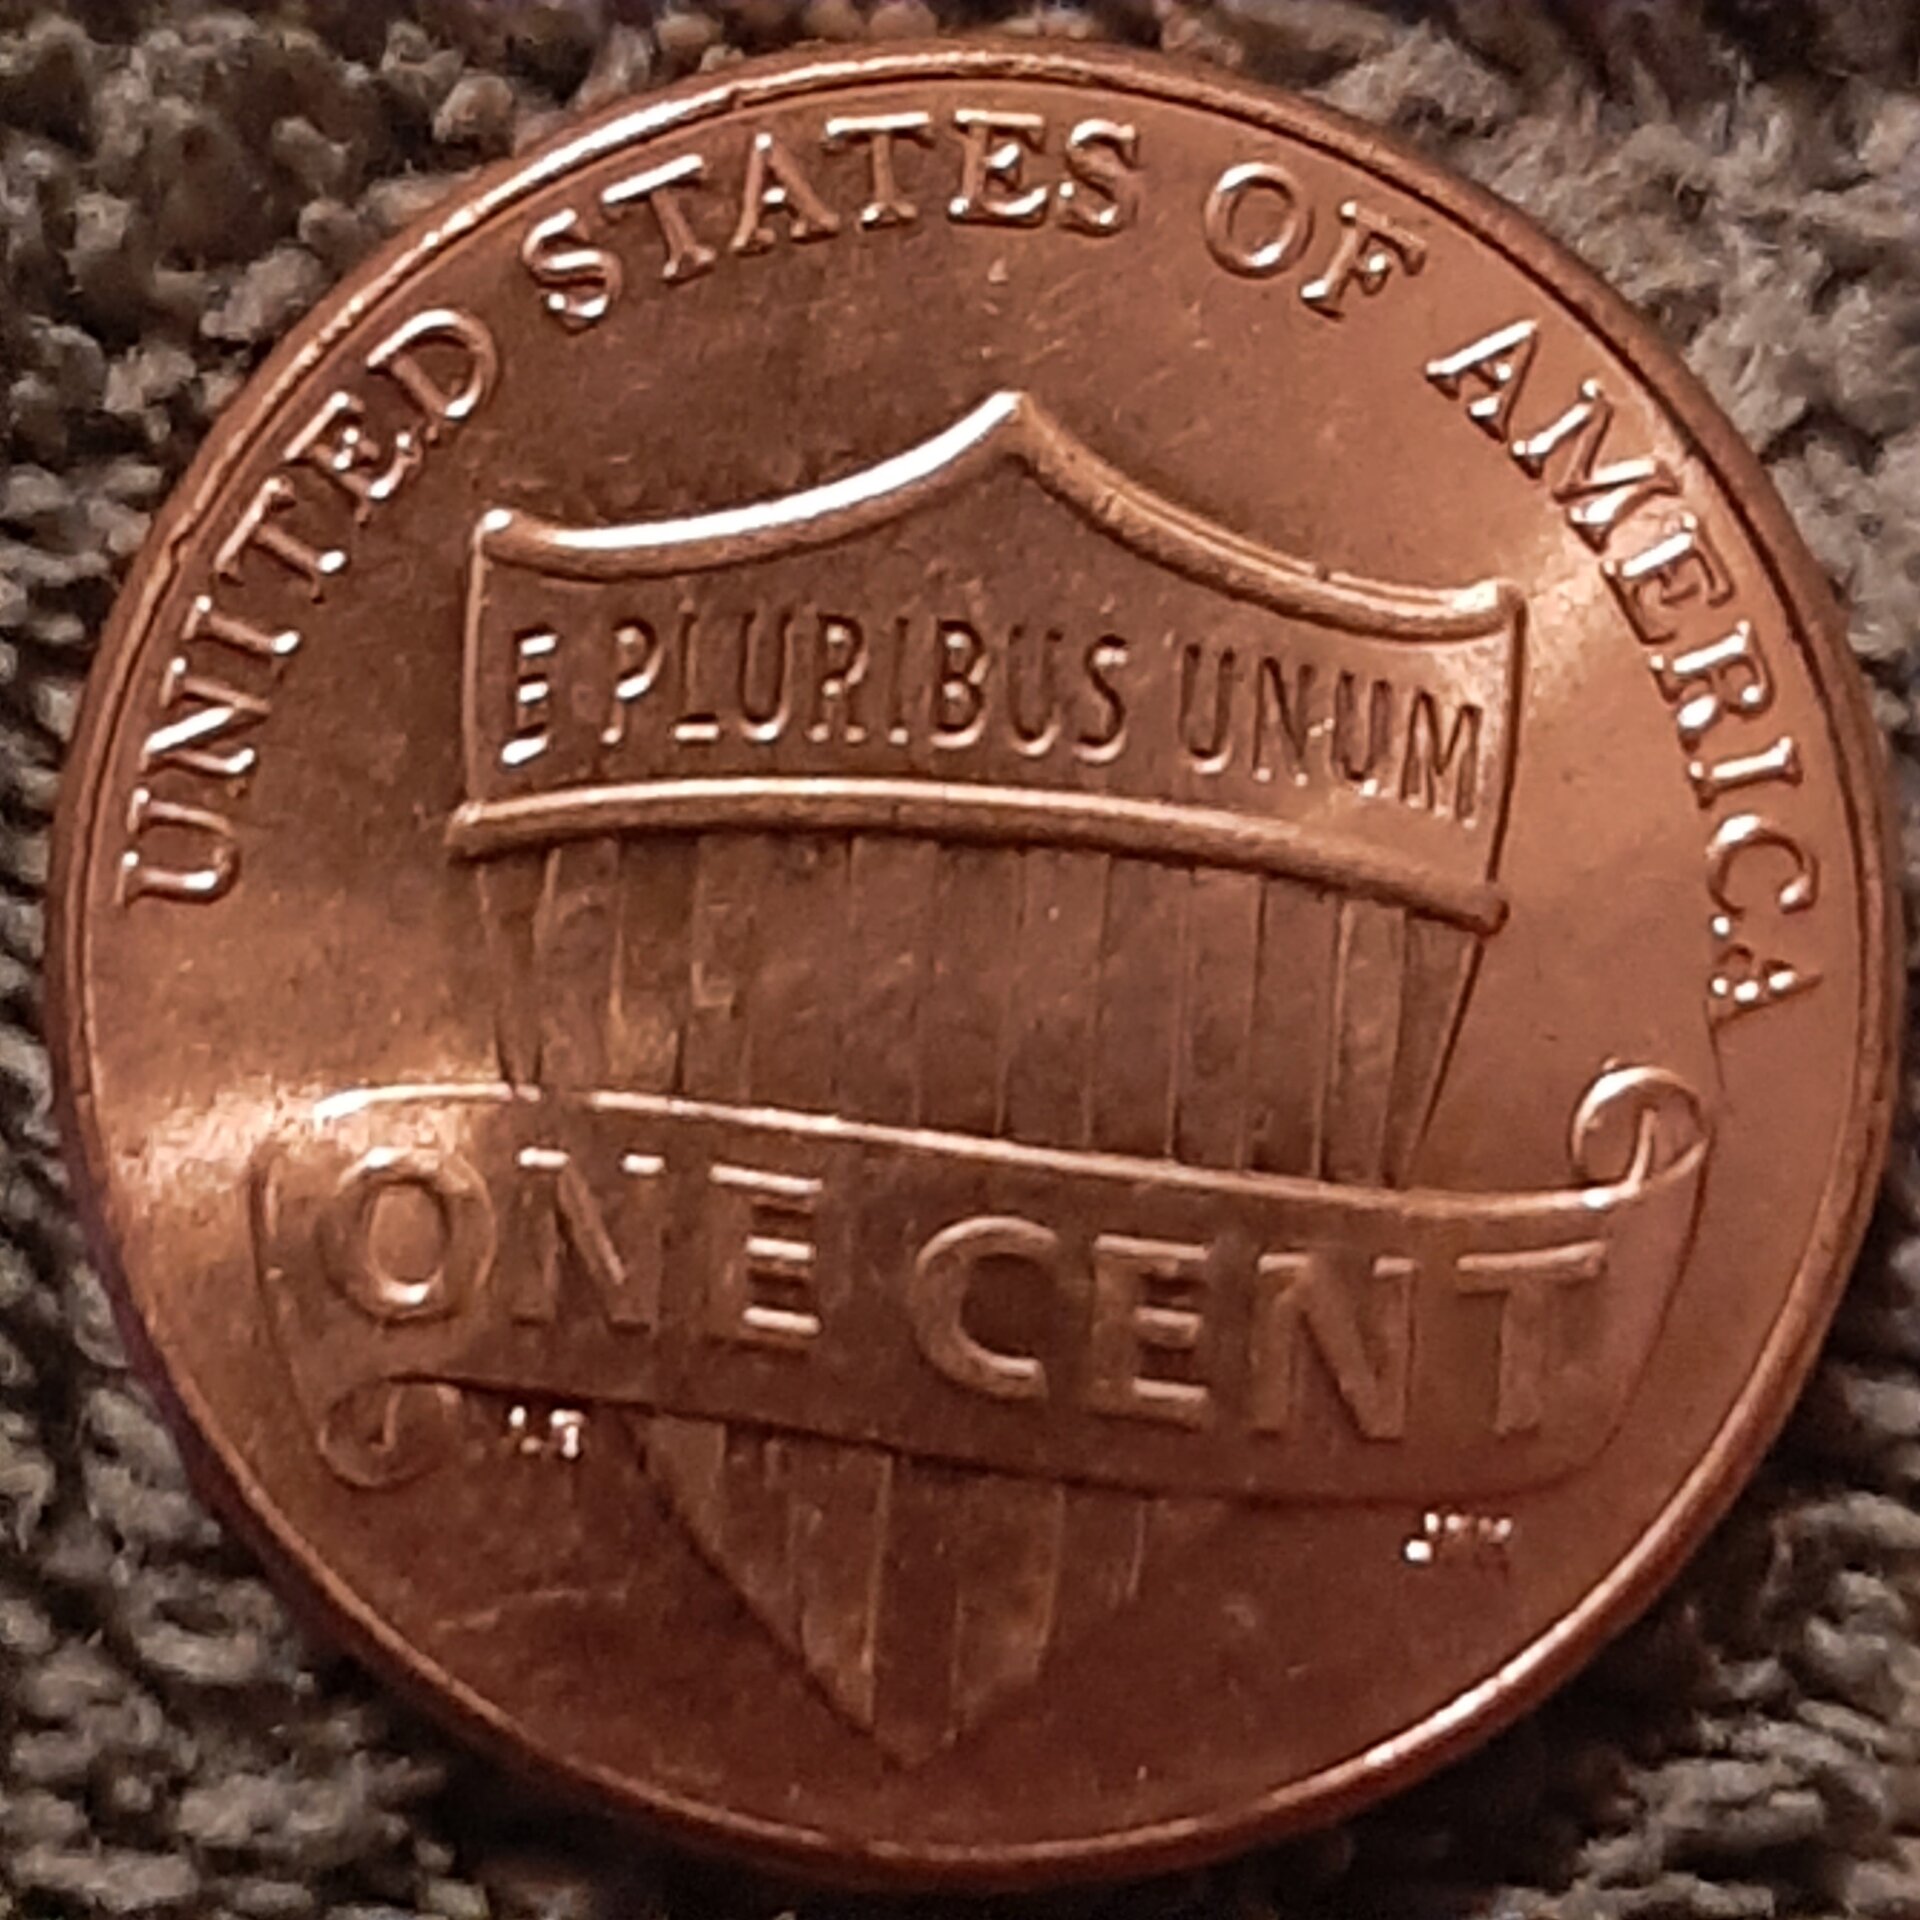 UNITED STATES OF AMERICA
E PLURIBUS UNUM
ONE CENT